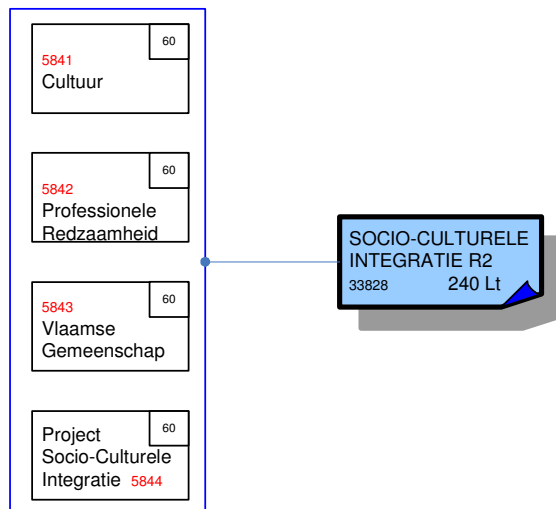 60
5841
Cultuur
60
5842
Professionele
Redzaamheid
60
5843
Vlaamse
Gemeenschap
60
Project
Socio-Culturele
Integratie 5844
SOCIO-CULTURELE
INTEGRATIE R2
33828 240 Lt